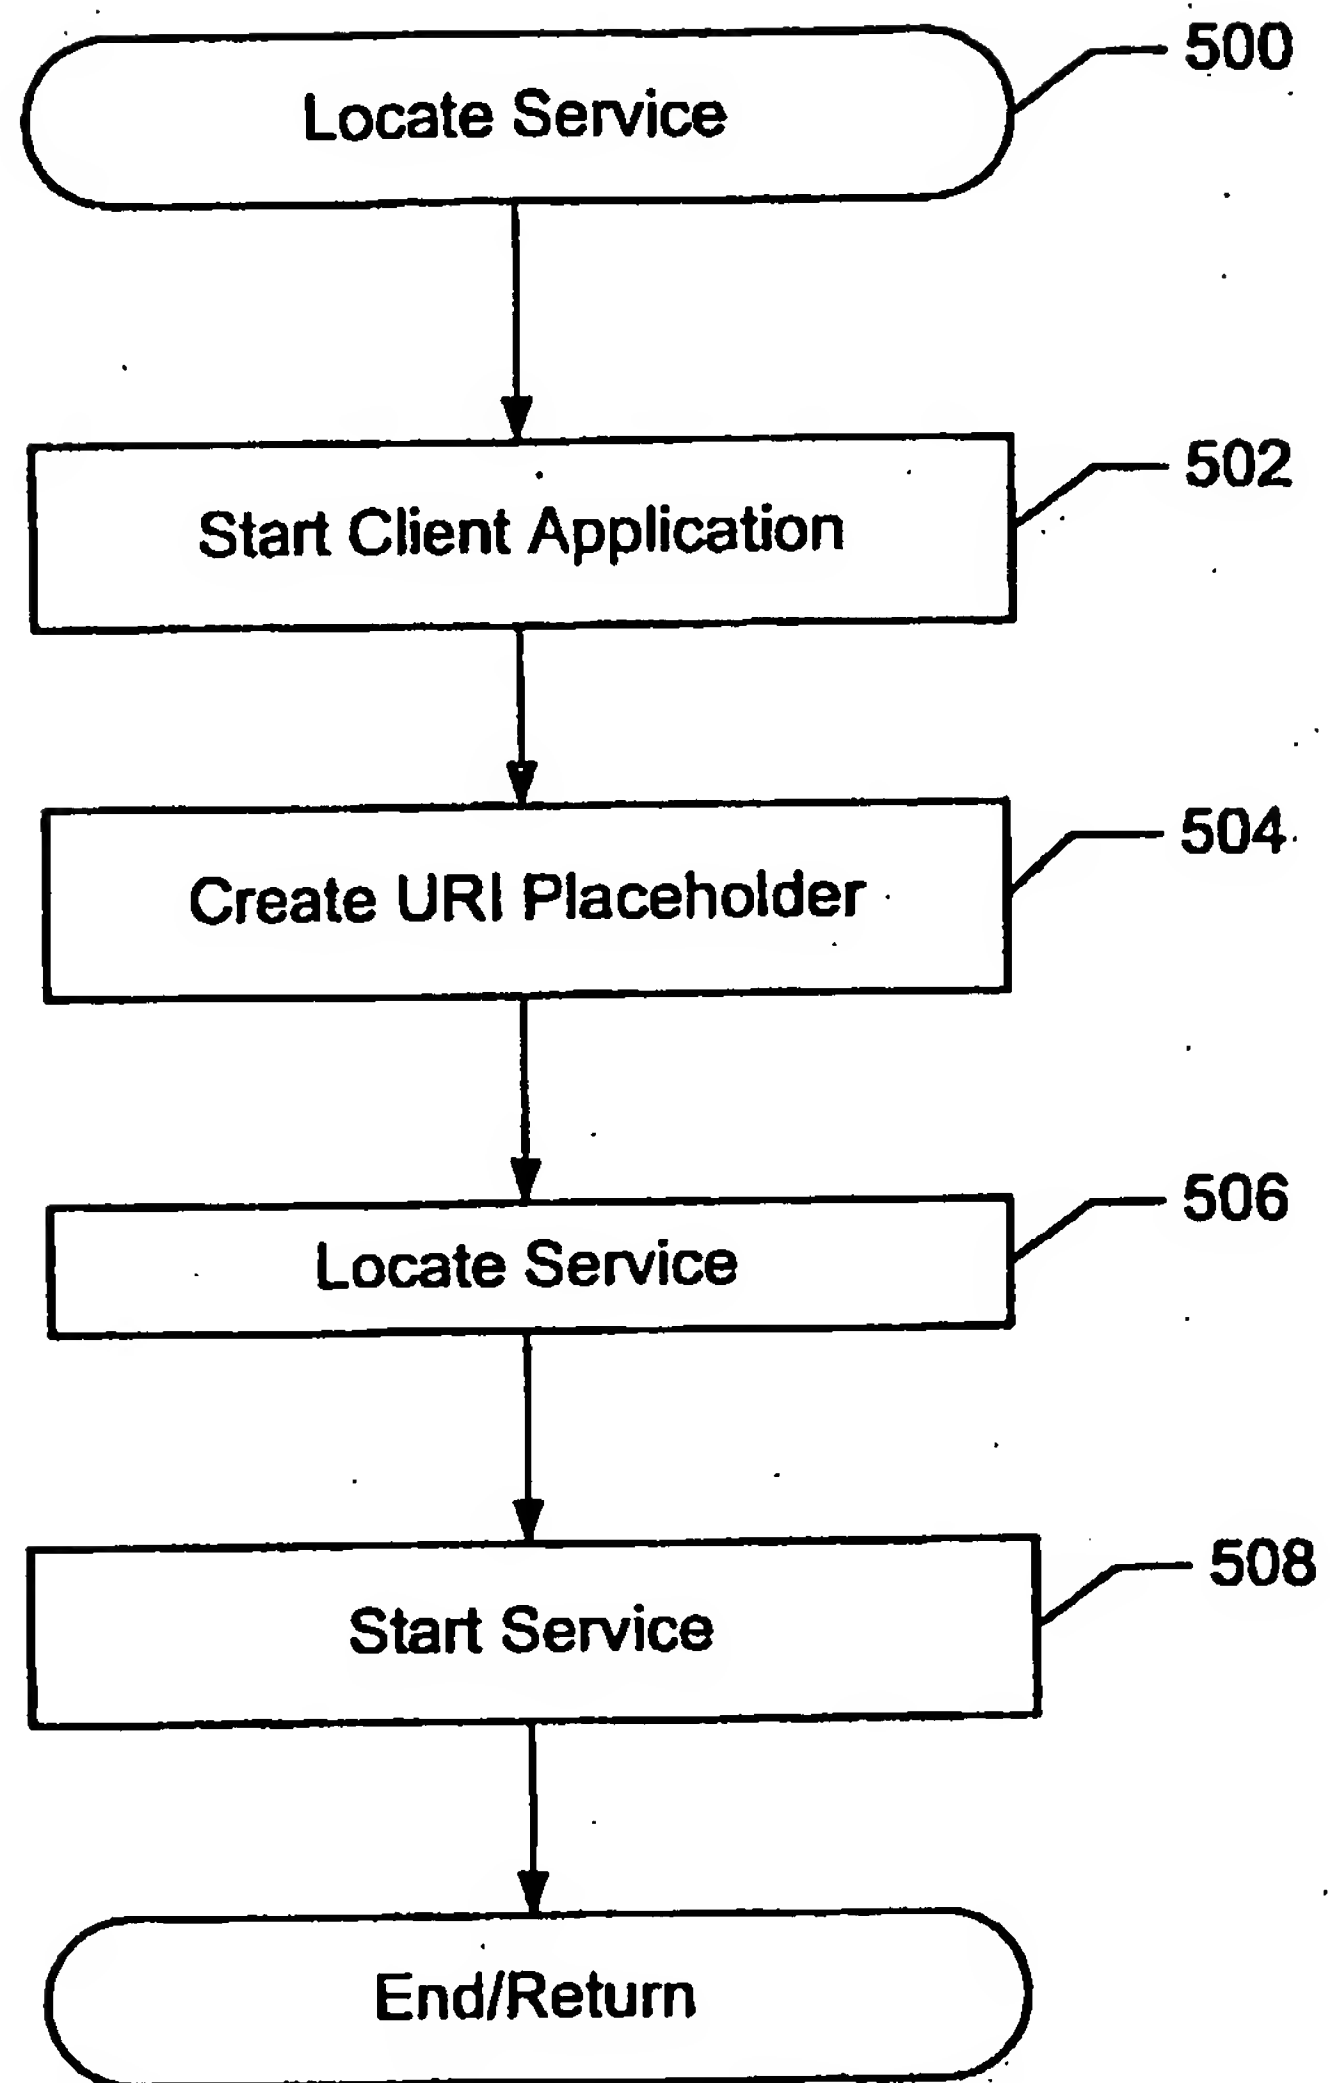 Locate Service
500
Start Client Application
502
Create URI Placeholder
504
Locate Service
506
Start Service
508
End/Return